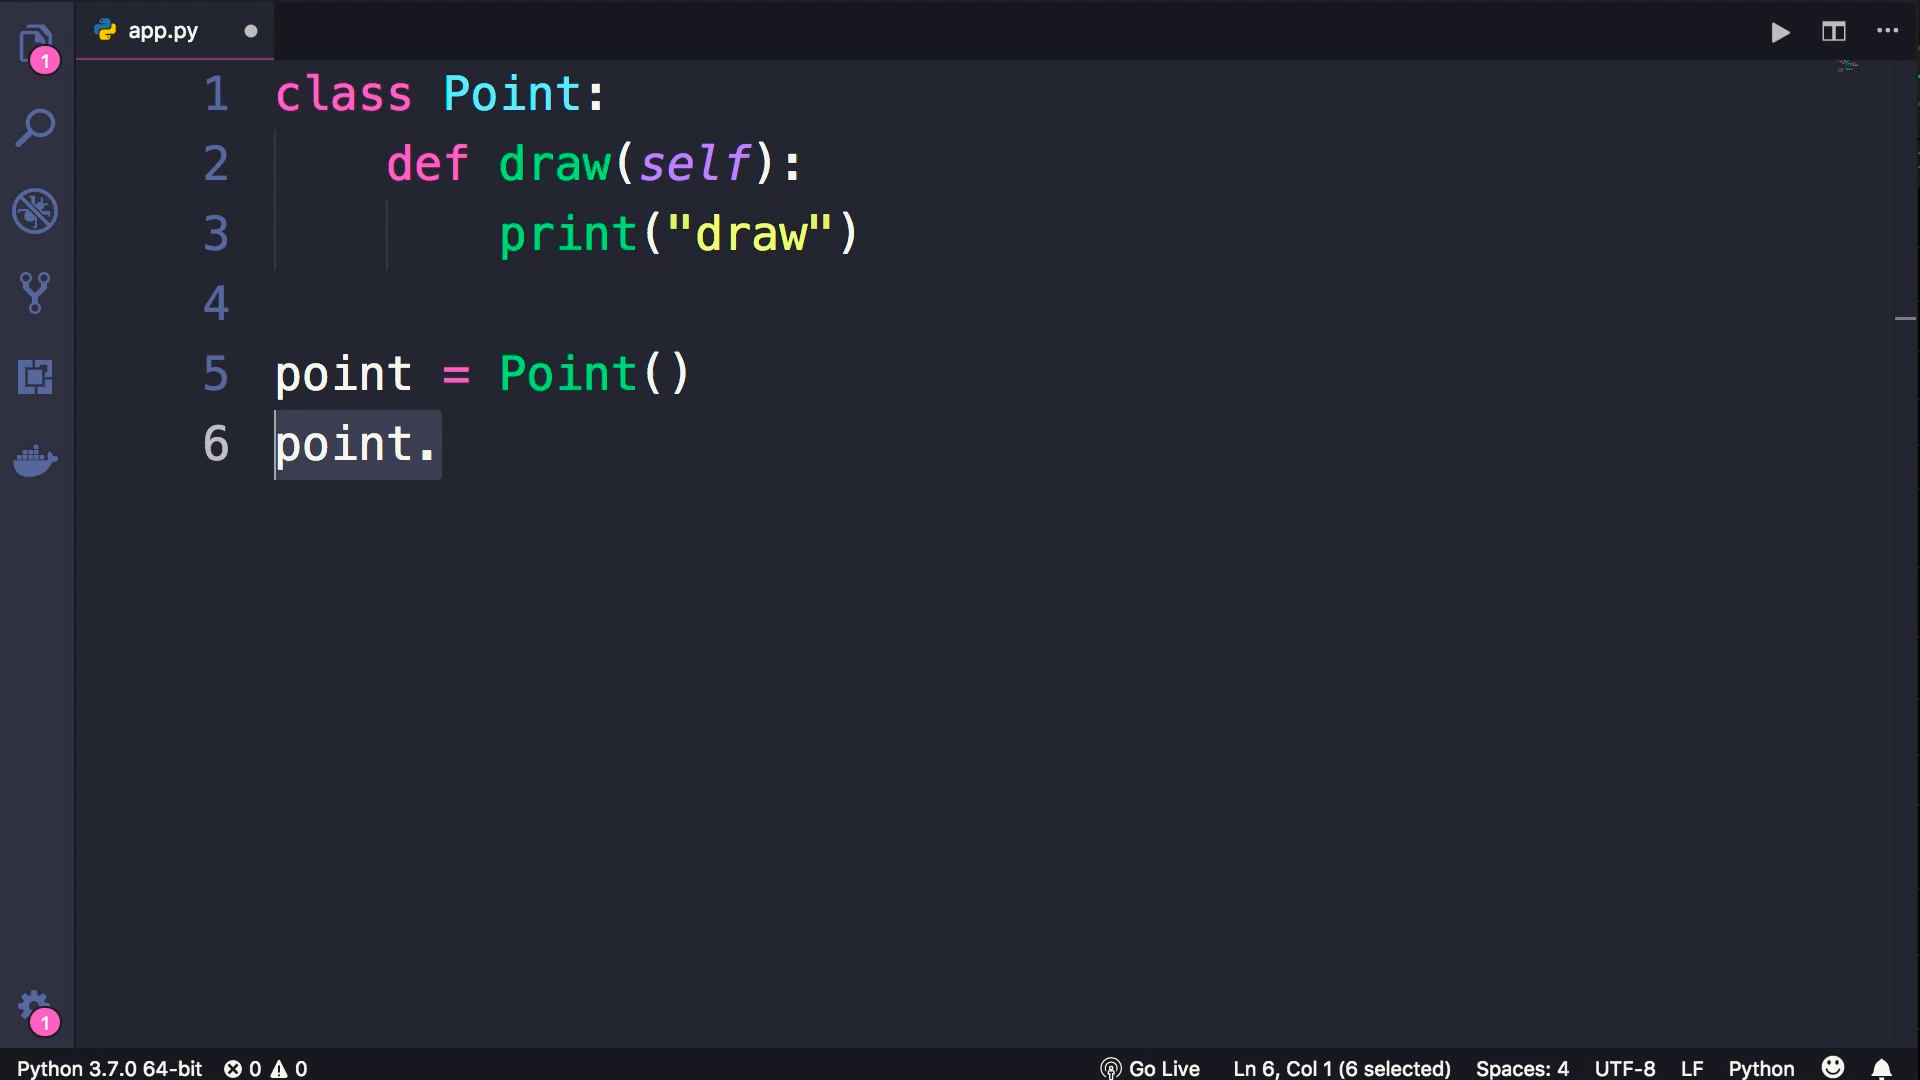 app.py
1
1 class Point:
2 def draw(self):
3 print("draw")
4
5 point = Point()
6 point.
1
Python 3.7.0 64-bit 0 0 Go Live Ln 6, Col 1 (6 selected) Spaces: 4 UTF-8 LF Python